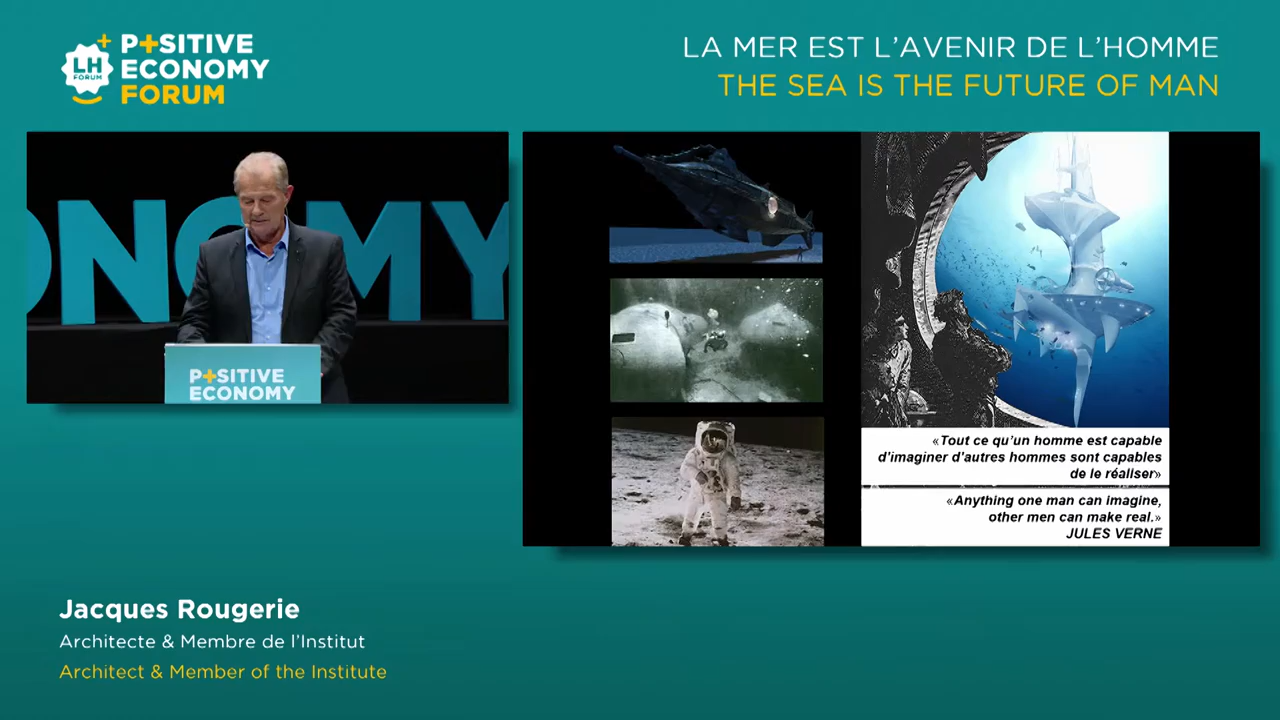 P+SITIVE
ECONOMY
FORUM
LH
FORUM
LA MER EST L'AVENIR DE L'HOMME
THE SEA IS THE FUTURE OF MAN
ONOMY
P+SITIVE
ECONOMY
«Tout ce qu'un homme est capable
d'imaginer d'autres hommes sont capables
de le réaliser»
«Anything one man can imagine,
other men can make real.»
JULES VERNE
Jacques Rougerie
Architecte & Membre de l'Institut
Architect & Member of the Institute